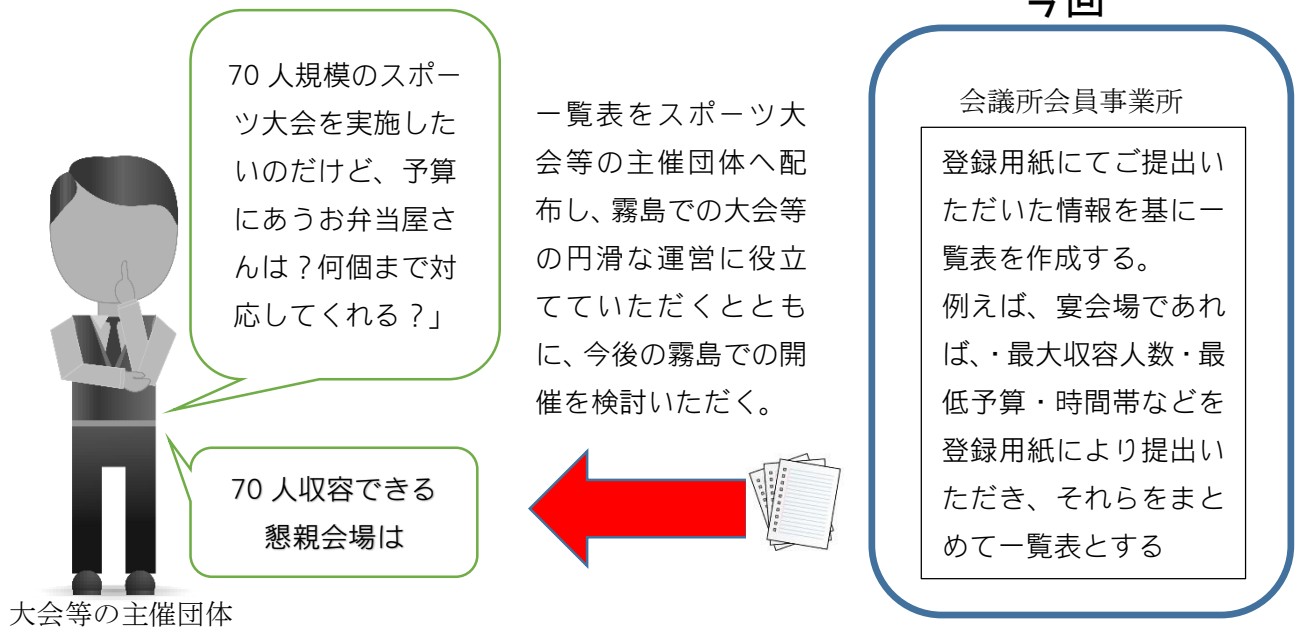 今回
70 人規模のスポー
ツ大会を実施した
いのだけど、予算
にあうお弁当屋さ
んは？何個まで対
応してくれる？」
70 人収容できる
懇親会場は
大会等の主催団体
一覧表をスポーツ大
会等の主催団体へ配
布し、霧島での大会等
の円滑な運営に役立
てていただくととも
に、今後の霧島での開
催を検討いただく。
会議所会員事業所
登録用紙にてご提出い
ただいた情報を基に一
覧表を作成する。
例えば、宴会場であれ
ば、・最大収容人数・最
低予算・時間帯などを
登録用紙により提出い
ただき、それらをまと
めて一覧表とする